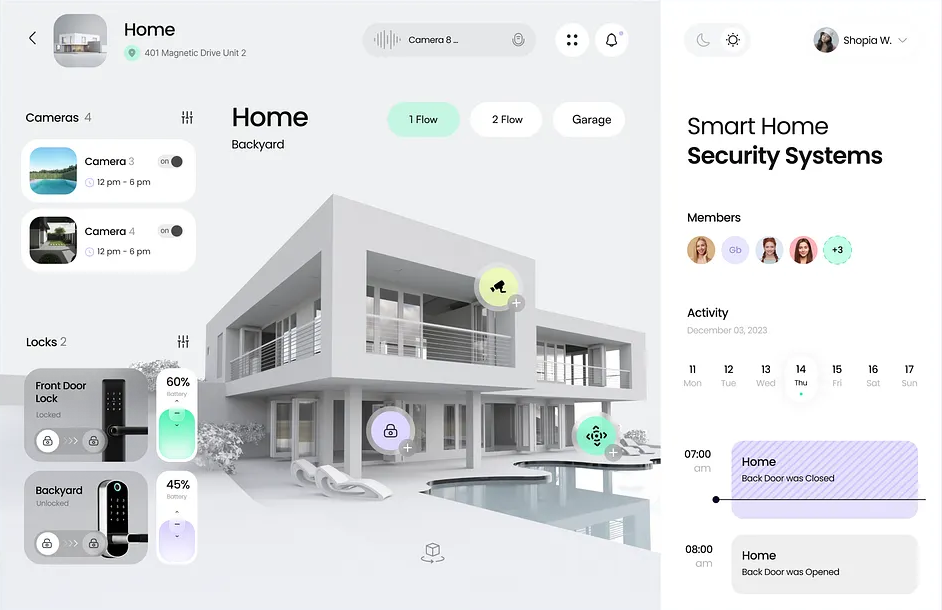 Home
401 Magnetic Drive Unit 2
Camera 8 ...
Shopia W.
Cameras 4
Camera 3
on
12 pm - 6 pm
Camera 4
on
12 pm - 6 pm
Locks 2
Front Door
Lock
Locked
60%
Battery
Backyard
Unlocked
45%
Battery
Home
Backyard
1 Flow
2 Flow
Garage
Smart Home
Security Systems
Members
Gb
+3
Activity
December 03, 2023
11 12 13 14 15 16 17
Mon Tue Wed Thu Fri Sat Sun
07:00
am
Home
Back Door was Closed
08:00
am
Home
Back Door was Opened